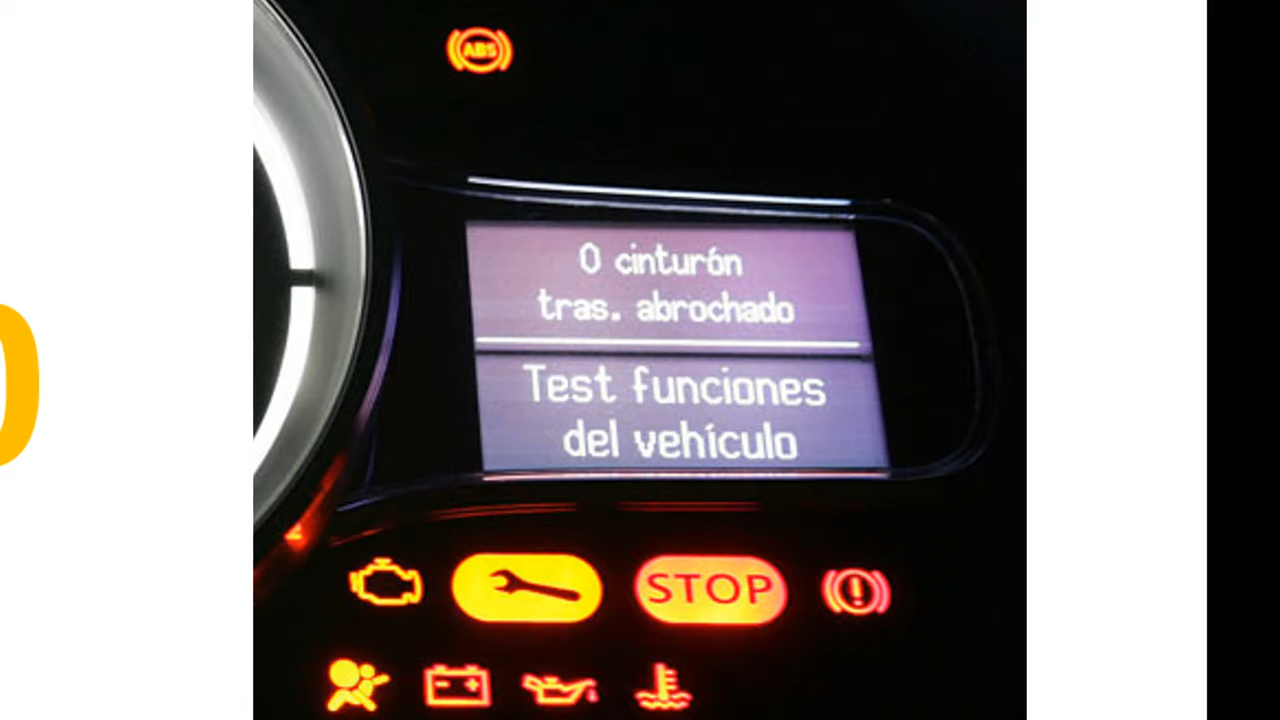 ABS
0 cinturón
tras. abrochado
Test funciones
del vehículo
STOP